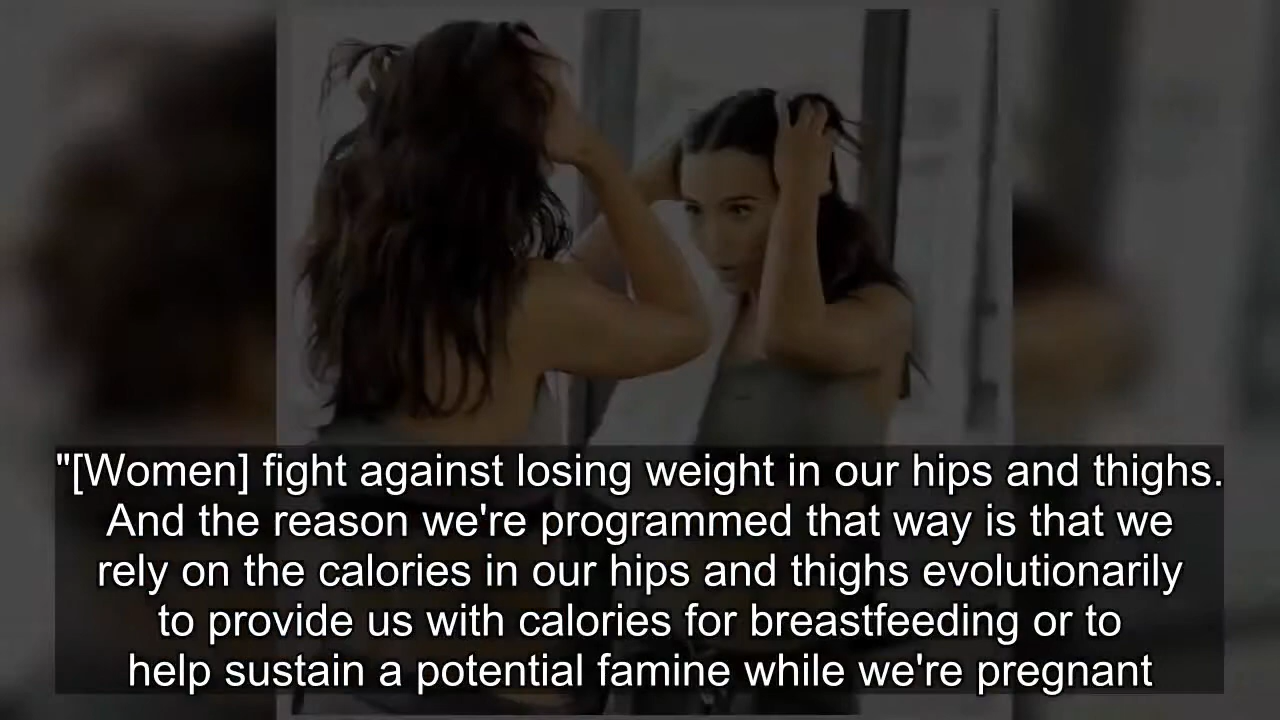 "[Women] fight against losing weight in our hips and thighs.
And the reason we're programmed that way is that we
rely on the calories in our hips and thighs evolutionarily
to provide us with calories for breastfeeding or to
help sustain a potential famine while we're pregnant